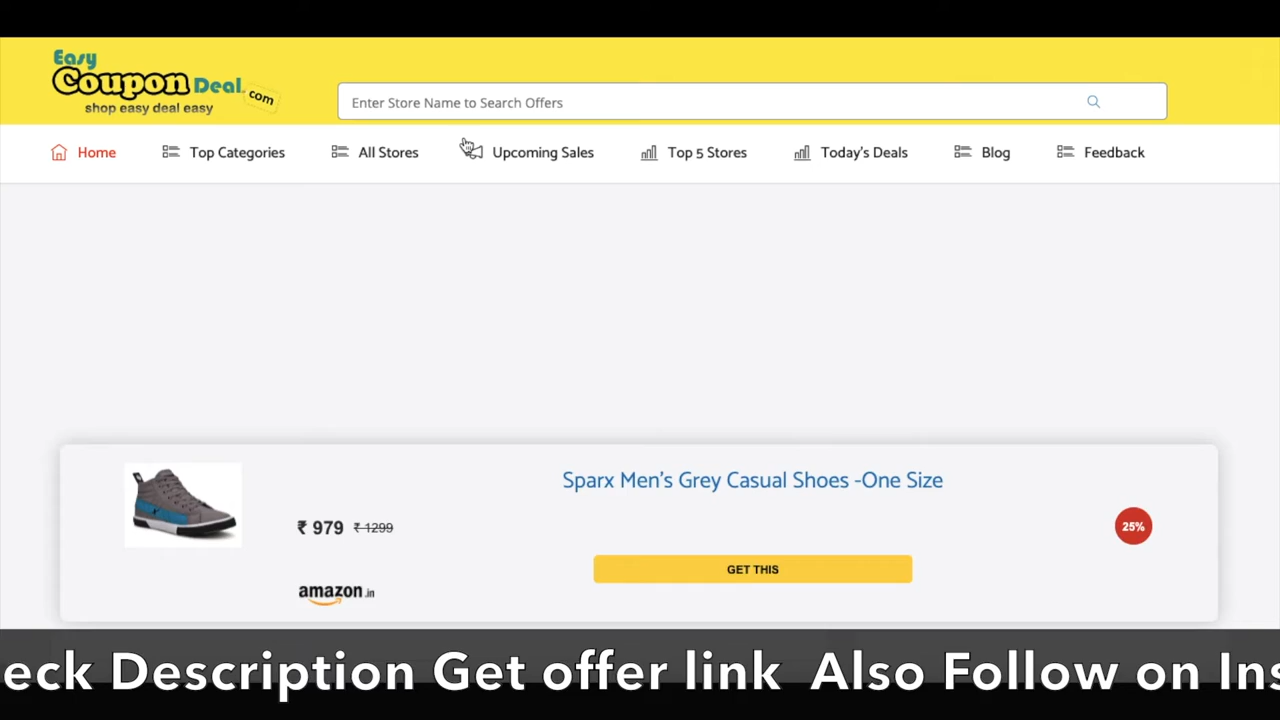 Easy
Coupon Deal.com
shop easy deal easy
Enter Store Name to Search Offers
Home Top Categories All Stores Upcoming Sales Top 5 Stores Today's Deals Blog Feedback
Sparx Men's Grey Casual Shoes -One Size
₹ 979 ₹ 1299
25%
GET THIS
amazon.in
eck Description Get offer link Also Follow on Ins